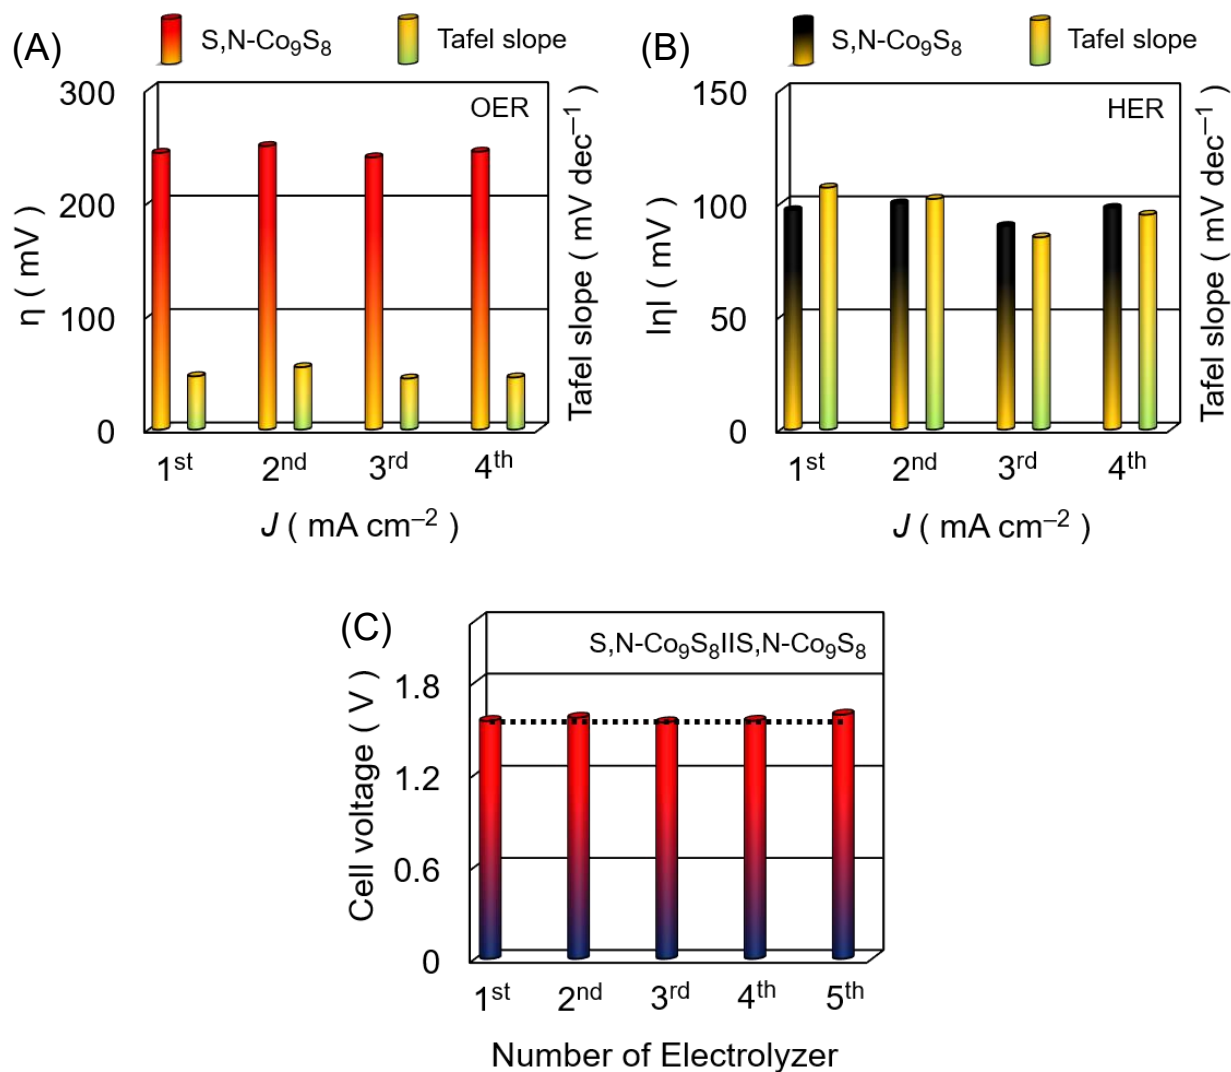 (A)
S,N-Co₉S₈
Tafel slope
OER
300
200
100
0
η ( mV )
Tafel slope ( mV dec⁻¹ )
1ˢᵗ 2ⁿᵈ 3ʳᵈ 4ᵗʰ
J ( mA cm⁻² )
(B)
S,N-Co₉S₈
Tafel slope
HER
150
100
50
0
IηI ( mV )
Tafel slope ( mV dec⁻¹ )
1ˢᵗ 2ⁿᵈ 3ʳᵈ 4ᵗʰ
J ( mA cm⁻² )
(C)
S,N-Co₉S₈IIS,N-Co₉S₈
1.8
1.2
0.6
0
Cell voltage ( V )
1ˢᵗ 2ⁿᵈ 3ʳᵈ 4ᵗʰ 5ᵗʰ
Number of Electrolyzer